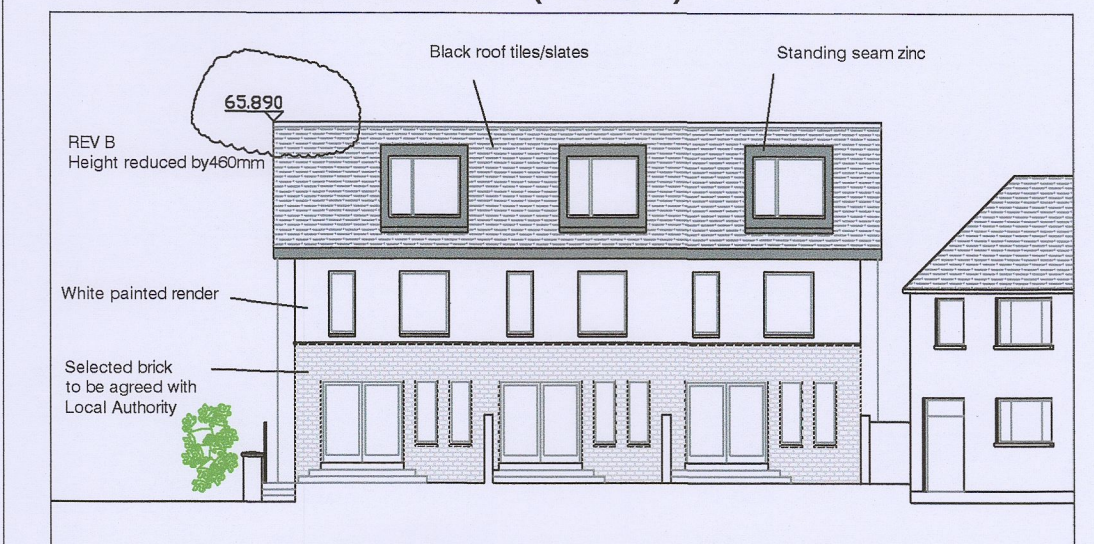 Black roof tiles/slates
Standing seam zinc
65.890
REV B
Height reduced by460mm
White painted render
Selected brick
to be agreed with
Local Authority